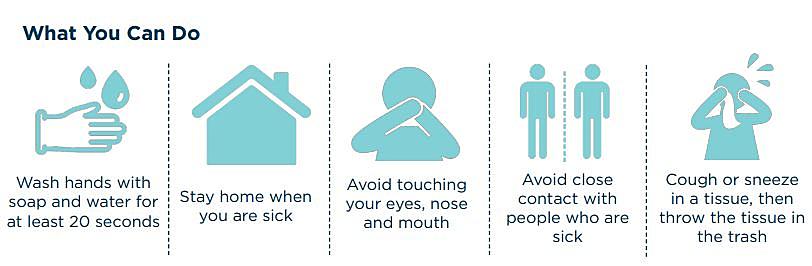 What You Can Do
Wash hands with
soap and water for
at least 20 seconds
Stay home when
you are sick
Avoid touching
your eyes, nose
and mouth
Avoid close
contact with
people who are
sick
Cough or sneeze
in a tissue, then
throw the tissue in
the trash